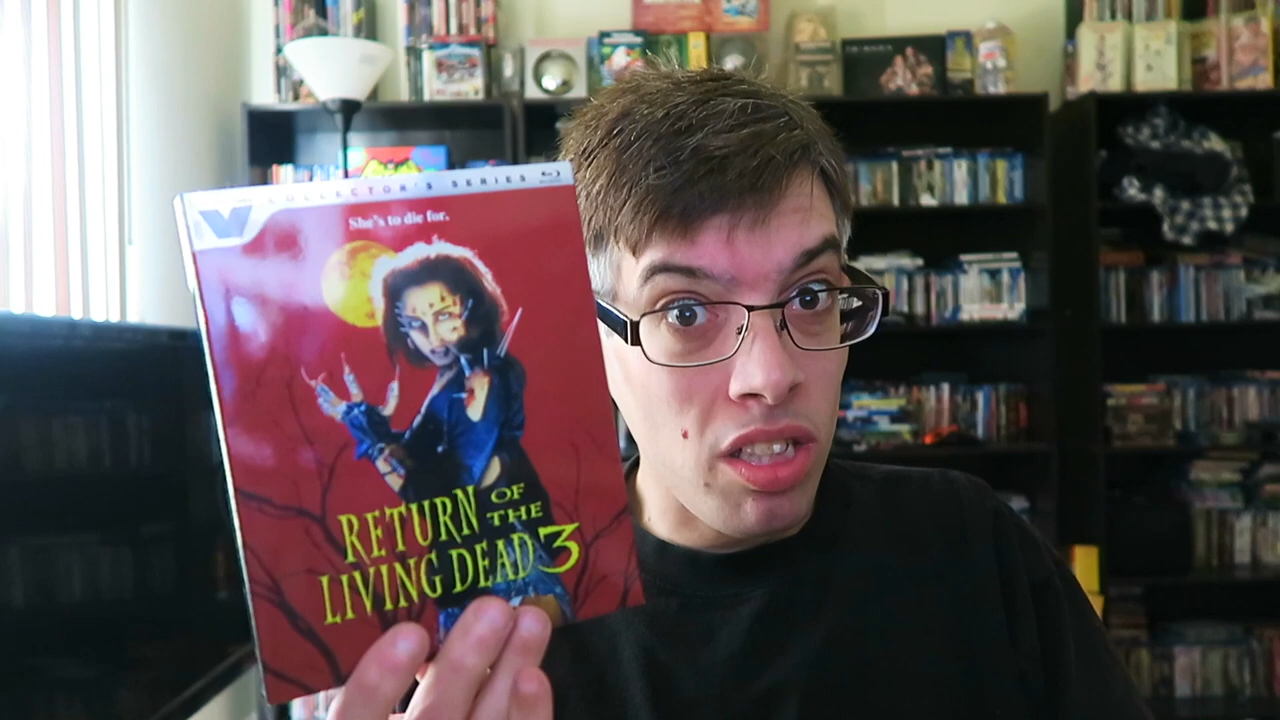 COLLECTOR'S SERIES
She's to die for.
RETURN OF THE
LIVING DEAD 3